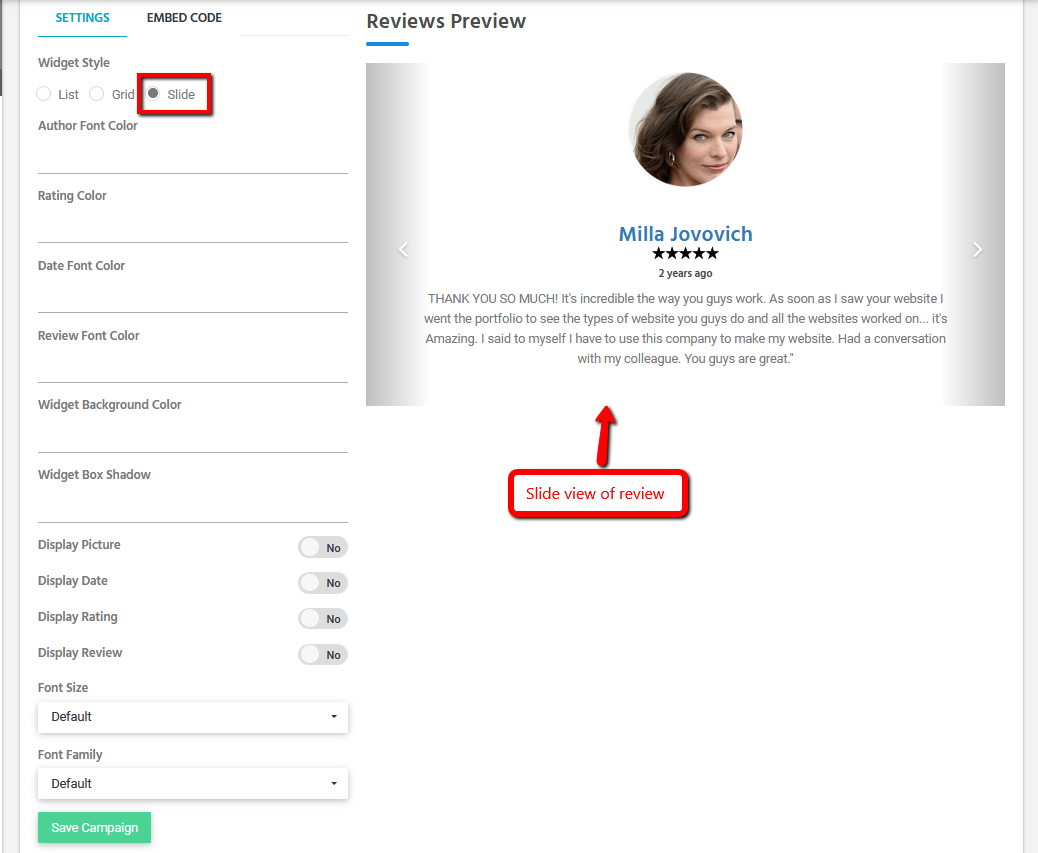 SETTINGS
EMBED CODE
Widget Style
List
Grid
Slide
Author Font Color
Rating Color
Date Font Color
Review Font Color
Widget Background Color
Widget Box Shadow
Display Picture
No
Display Date
No
Display Rating
No
Display Review
No
Font Size
Default
Font Family
Default
Save Campaign
Reviews Preview
Milla Jovovich
★★★★★
2 years ago
THANK YOU SO MUCH! It's incredible the way you guys work. As soon as I saw your website I
went the portfolio to see the types of website you guys do and all the websites worked on... it's
Amazing. I said to myself I have to use this company to make my website. Had a conversation
with my colleague. You guys are great."
Slide view of review